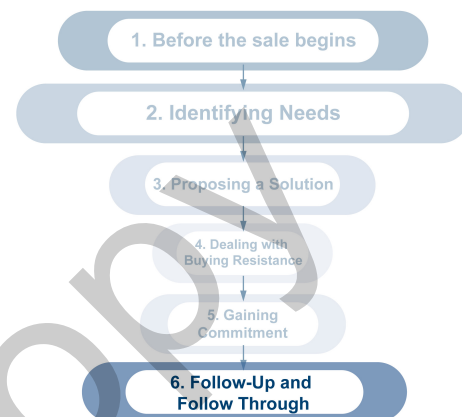 1. Before the sale begins
2. Identifying Needs
3. Proposing a Solution
4. Dealing with
Buying Resistance
5. Gaining
Commitment
6. Follow-Up and
Follow Through